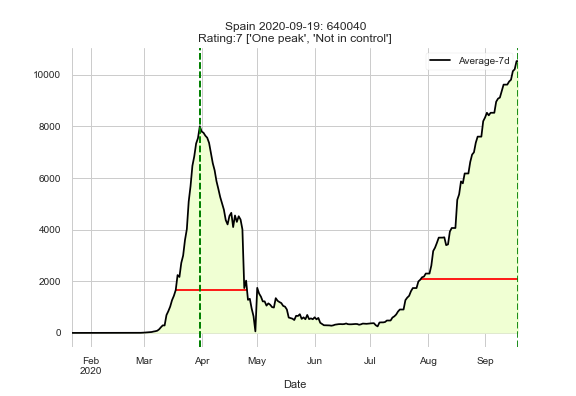 Spain 2020-09-19: 640040
Rating:7 ['One peak', 'Not in control']
Average-7d
10000
8000
6000
4000
2000
0
Feb Mar Apr May Jun Jul Aug Sep
2020
Date